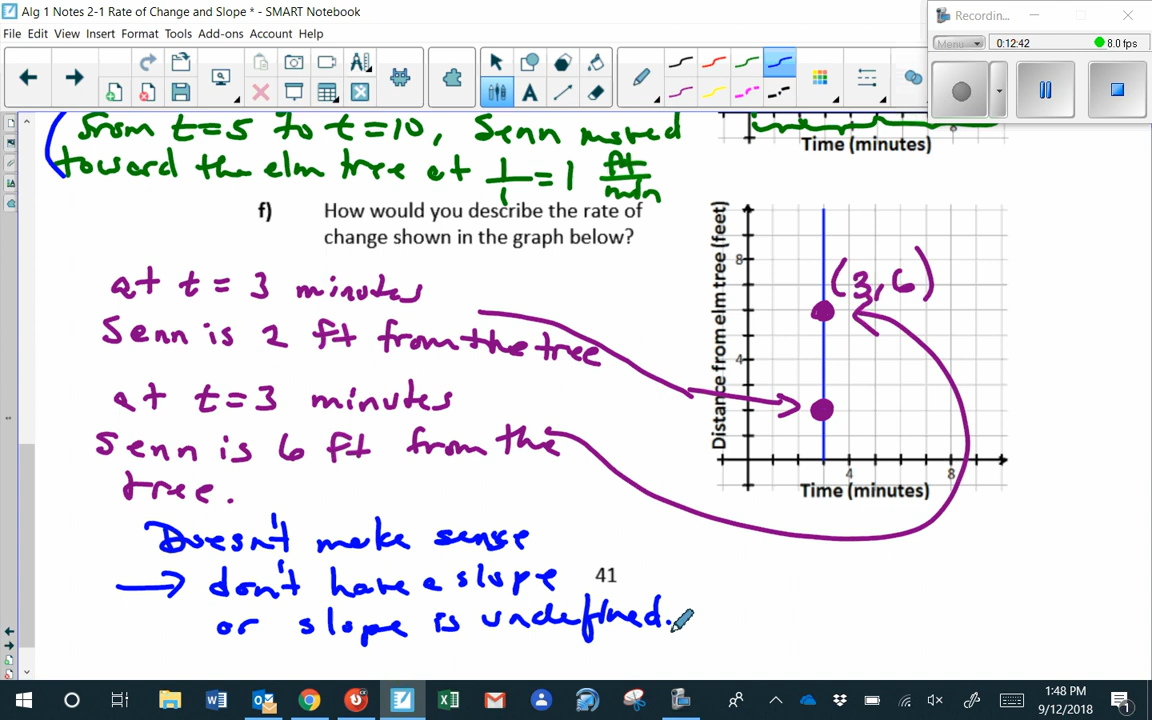 Alg 1 Notes 2-1 Rate of Change and Slope * - SMART Notebook
Recordin...
File Edit View Insert Format Tools Add-ons Account Help
Menu
0:12:42
8.0 fps
from t=5 to t=10, Senn moved
toward the elm tree at 1/1 = 1 ft/min
Time (minutes)
f) How would you describe the rate of
change shown in the graph below?
at t = 3 minutes
Senn is 2 ft from the tree
at t=3 minutes
Senn is 6 ft from the
tree.
Distance from elm tree (feet)
8
(3, 6)
4
4 8
Time (minutes)
Doesn't make sense
→ don't have a slope
or slope is undefined.
41
1:48 PM
9/12/2018
1